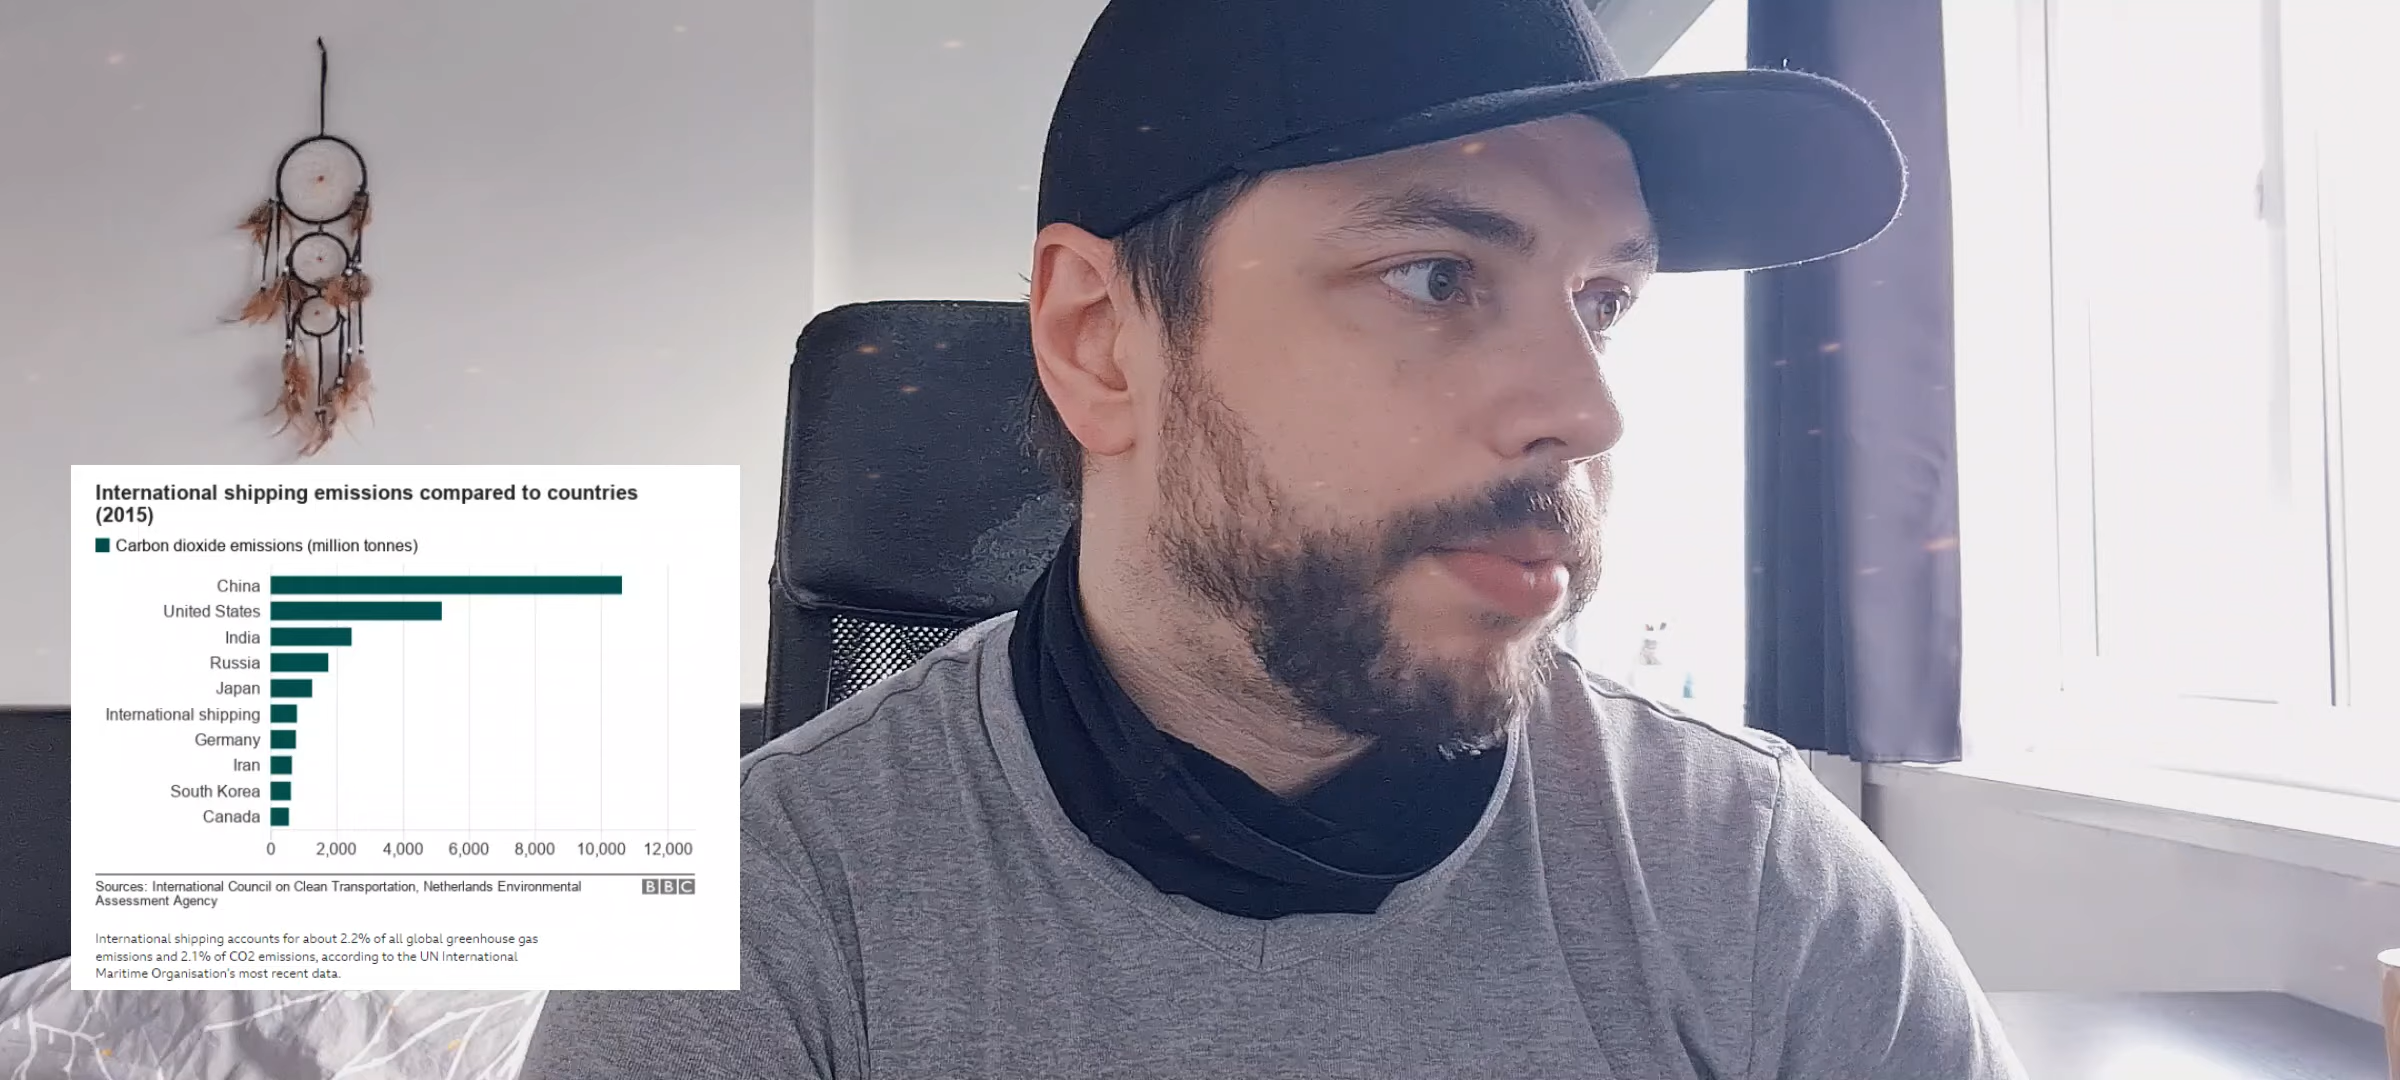 International shipping emissions compared to countries
(2015)
Carbon dioxide emissions (million tonnes)
China
United States
India
Russia
Japan
International shipping
Germany
Iran
South Korea
Canada
0 2,000 4,000 6,000 8,000 10,000 12,000
Sources: International Council on Clean Transportation, Netherlands Environmental
Assessment Agency
BBC
International shipping accounts for about 2.2% of all global greenhouse gas
emissions and 2.1% of CO2 emissions, according to the UN International
Maritime Organisation's most recent data.